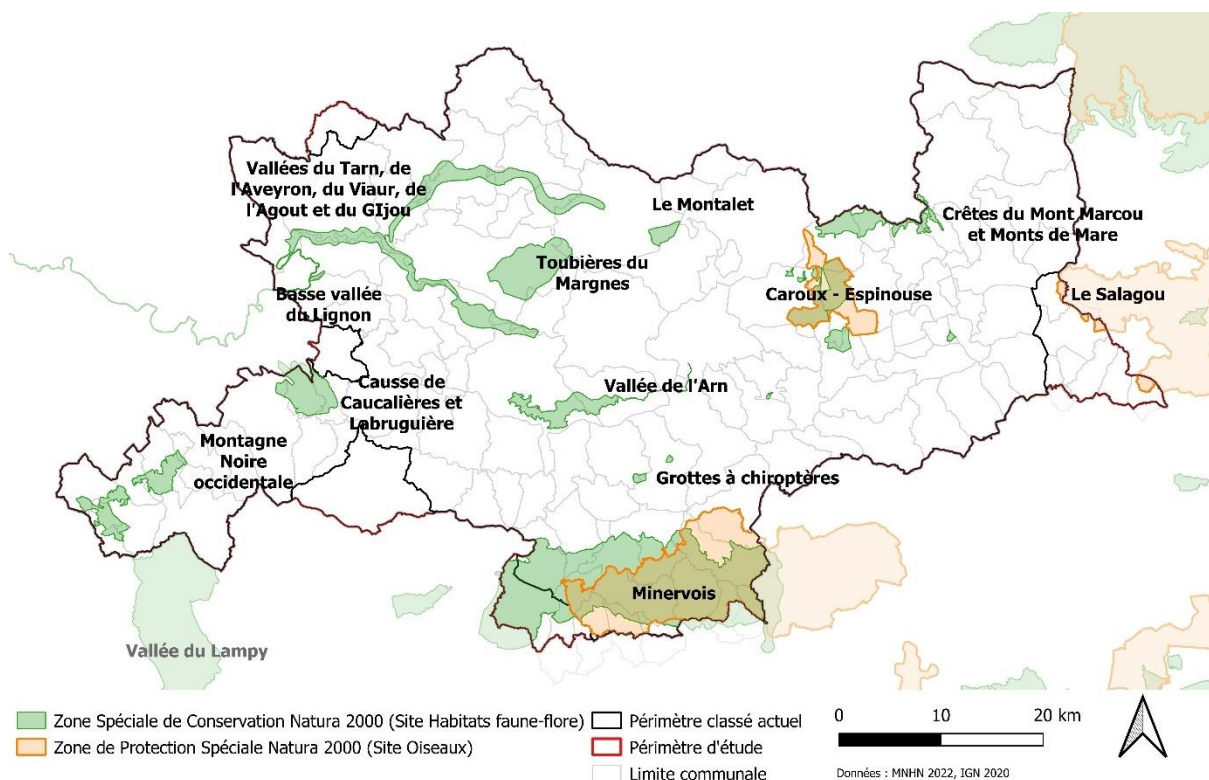 Vallées du Tarn, de
l'Aveyron, du Viaur, de
l'Agout et du GIjou
Le Montalet
Crêtes du Mont Marcou
et Monts de Mare
Toubières du
Margnes
Basse vallée
du Lignon
Caroux - Espinouse
Le Salagou
Causse de
Caucalières et
Labruguière
Vallée de l'Arn
Montagne
Noire
occidentale
Grottes à chiroptères
Minervois
Vallée du Lampy
Zone Spéciale de Conservation Natura 2000 (Site Habitats faune-flore)
Zone de Protection Spéciale Natura 2000 (Site Oiseaux)
Périmètre classé actuel
Périmètre d'étude
Limite communale
0 10 20 km
Données : MNHN 2022, IGN 2020